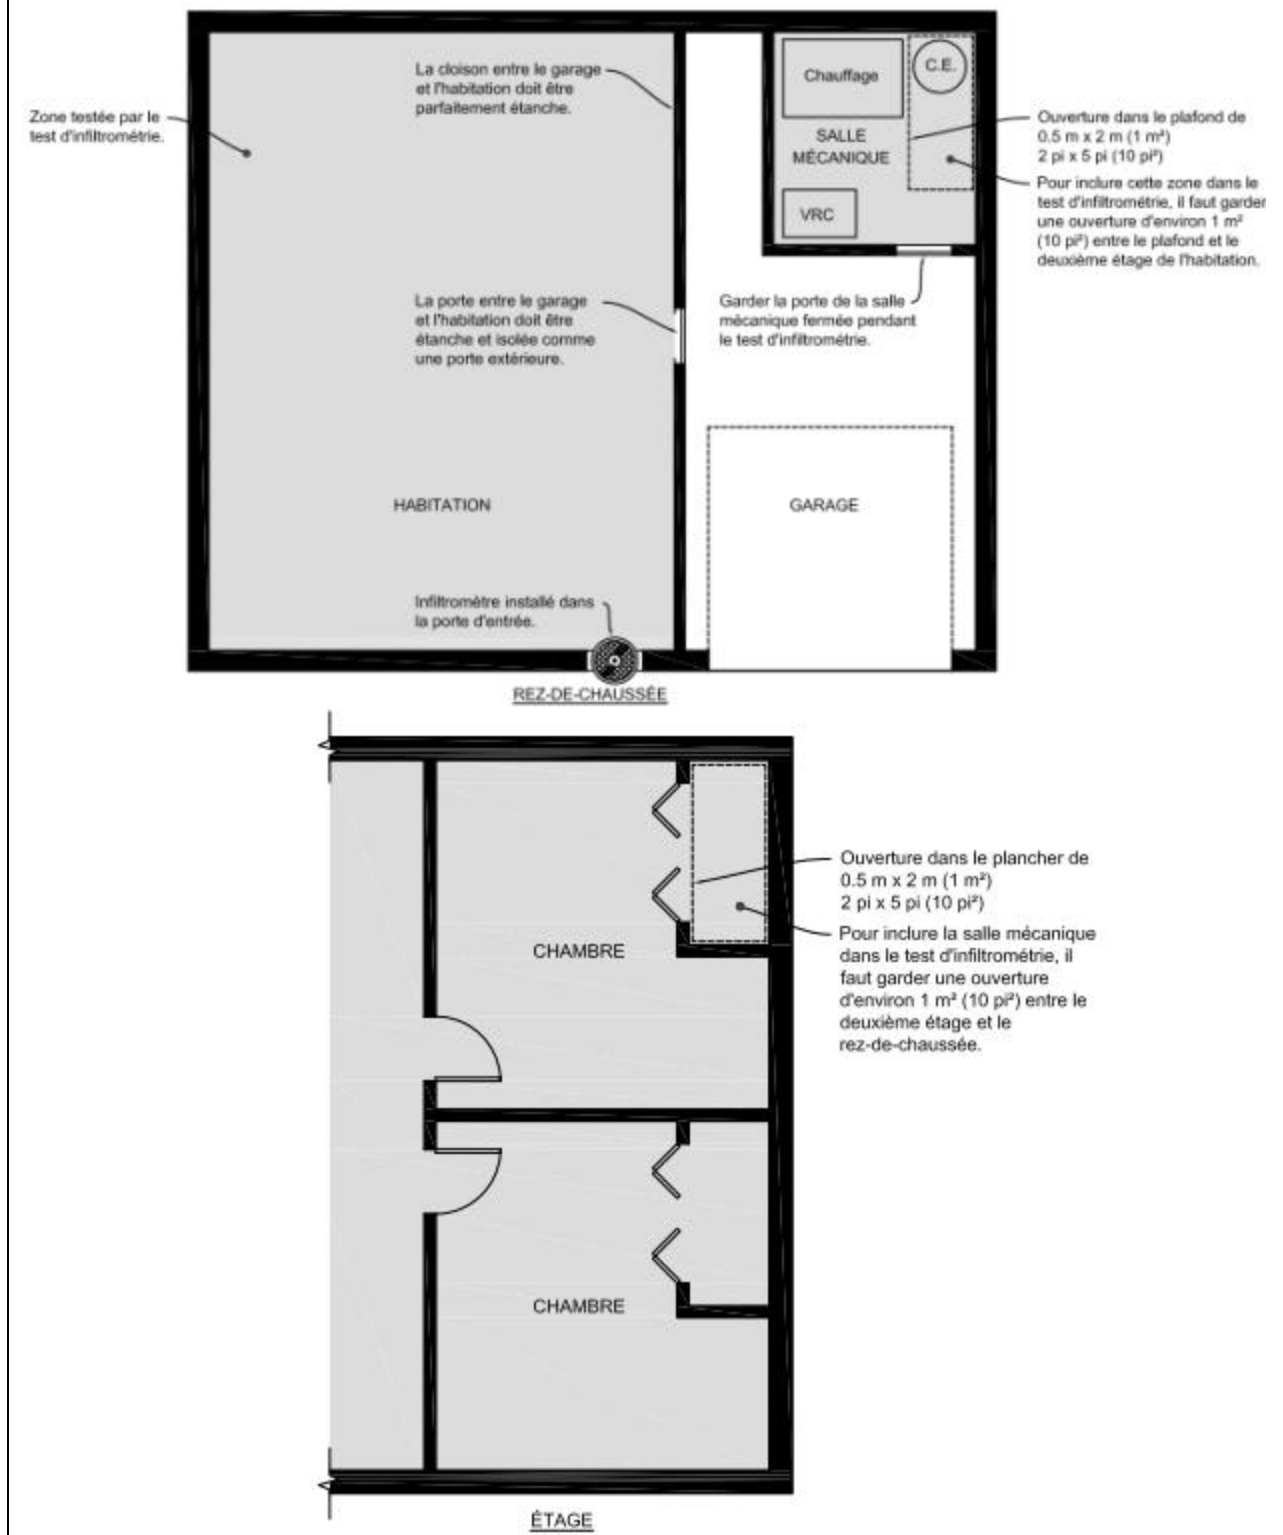 Zone testée par le
test d'infiltrométrie.
La cloison entre le garage
et l'habitation doit être
parfaitement étanche.
Chauffage
C.E.
SALLE
MÉCANIQUE
VRC
Ouverture dans le plafond de
0.5 m x 2 m (1 m²)
2 pi x 5 pi (10 pi²)
Pour inclure cette zone dans le
test d'infiltrométrie, il faut garder
une ouverture d'environ 1 m²
(10 pi²) entre le plafond et le
deuxième étage de l'habitation.
La porte entre le garage
et l'habitation doit être
étanche et isolée comme
une porte extérieure.
Garder la porte de la salle
mécanique fermée pendant
le test d'infiltrométrie.
HABITATION
GARAGE
Infiltromètre installé dans
la porte d'entrée.
REZ-DE-CHAUSSÉE
Ouverture dans le plancher de
0.5 m x 2 m (1 m²)
2 pi x 5 pi (10 pi²)
Pour inclure la salle mécanique
dans le test d'infiltrométrie, il
faut garder une ouverture
d'environ 1 m² (10 pi²) entre le
deuxième étage et le
rez-de-chaussée.
CHAMBRE
CHAMBRE
ÉTAGE